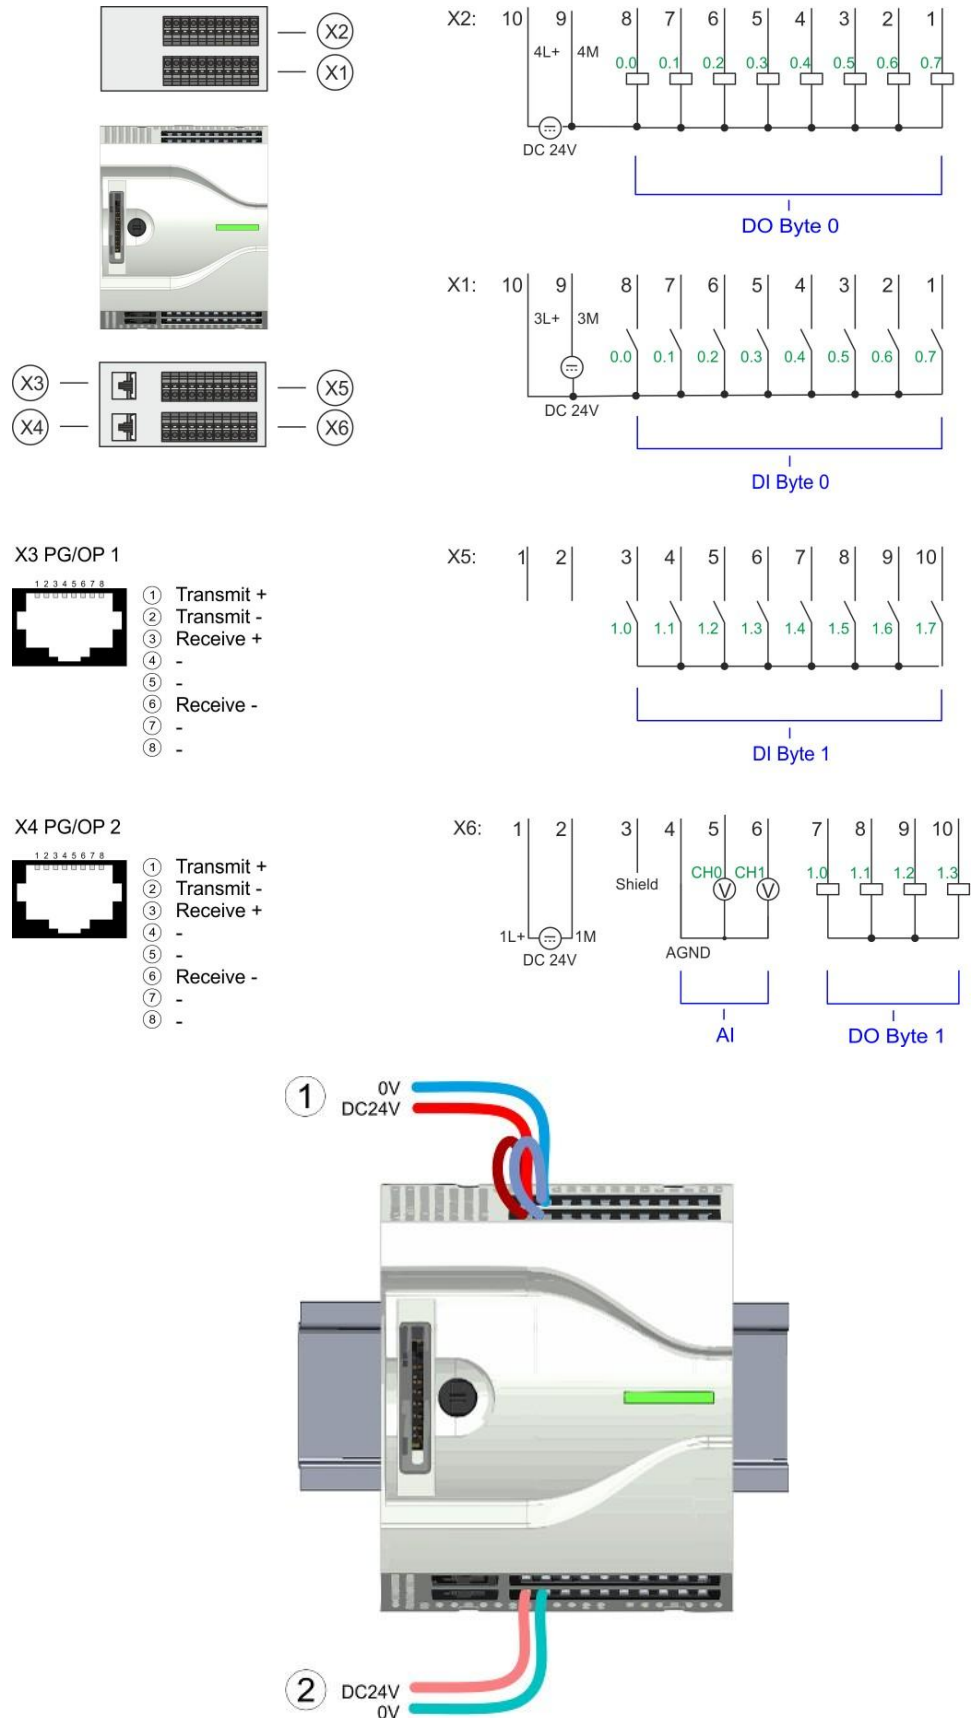 X2
X1
X3
X4
X5
X6
X2: 10 9 8 7 6 5 4 3 2 1
4L+ 4M
0.0 0.1 0.2 0.3 0.4 0.5 0.6 0.7
DC 24V
DO Byte 0
X1: 10 9 8 7 6 5 4 3 2 1
3L+ 3M
0.0 0.1 0.2 0.3 0.4 0.5 0.6 0.7
DC 24V
DI Byte 0
X3 PG/OP 1
1 2 3 4 5 6 7 8
1 Transmit +
2 Transmit -
3 Receive +
4 -
5 -
6 Receive -
7 -
8 -
X5: 1 2 3 4 5 6 7 8 9 10
1.0 1.1 1.2 1.3 1.4 1.5 1.6 1.7
DI Byte 1
X4 PG/OP 2
1 2 3 4 5 6 7 8
1 Transmit +
2 Transmit -
3 Receive +
4 -
5 -
6 Receive -
7 -
8 -
X6: 1 2 3 4 5 6 7 8 9 10
CH0 CH1 1.0 1.1 1.2 1.3
V V
Shield
1L+ 1M
DC 24V
AGND
AI
DO Byte 1
1 0V
DC24V
2 DC24V
0V